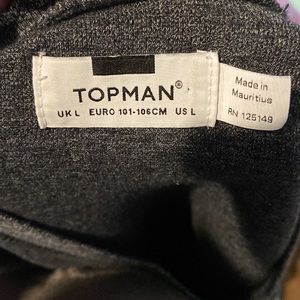 TOPMAN®
UK L EURO 101-106CM US L
Made in
Mauritius
RN 125149